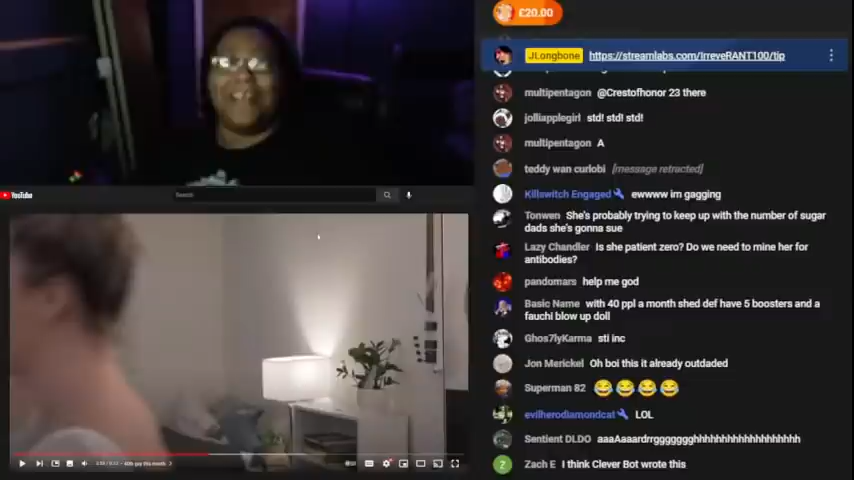 £20.00
JLongbone https://streamlabs.com/IrreveRANT100/tip
multipentagon @Crestofhonor 23 there
jolliapplegirl std! std! std!
multipentagon A
teddy wan curlobi [message retracted]
Killswitch Engaged ewwww im gagging
Tonwen She's probably trying to keep up with the number of sugar
dads she's gonna sue
Lazy Chandler Is she patient zero? Do we need to mine her for
antibodies?
pandomars help me god
Basic Name with 40 ppl a month shed def have 5 boosters and a
fauchi blow up doll
Ghos7lyKarma sti inc
Jon Merickel Oh boi this it already outdaded
Superman 82 😂😂😂😂
evilherodiamondcat LOL
Sentient DLDO aaaAaaardrrgggggghhhhhhhhhhhhhhhhhhh
Zach E I think Clever Bot wrote this
Z
YouTube
Search
40th guy this month